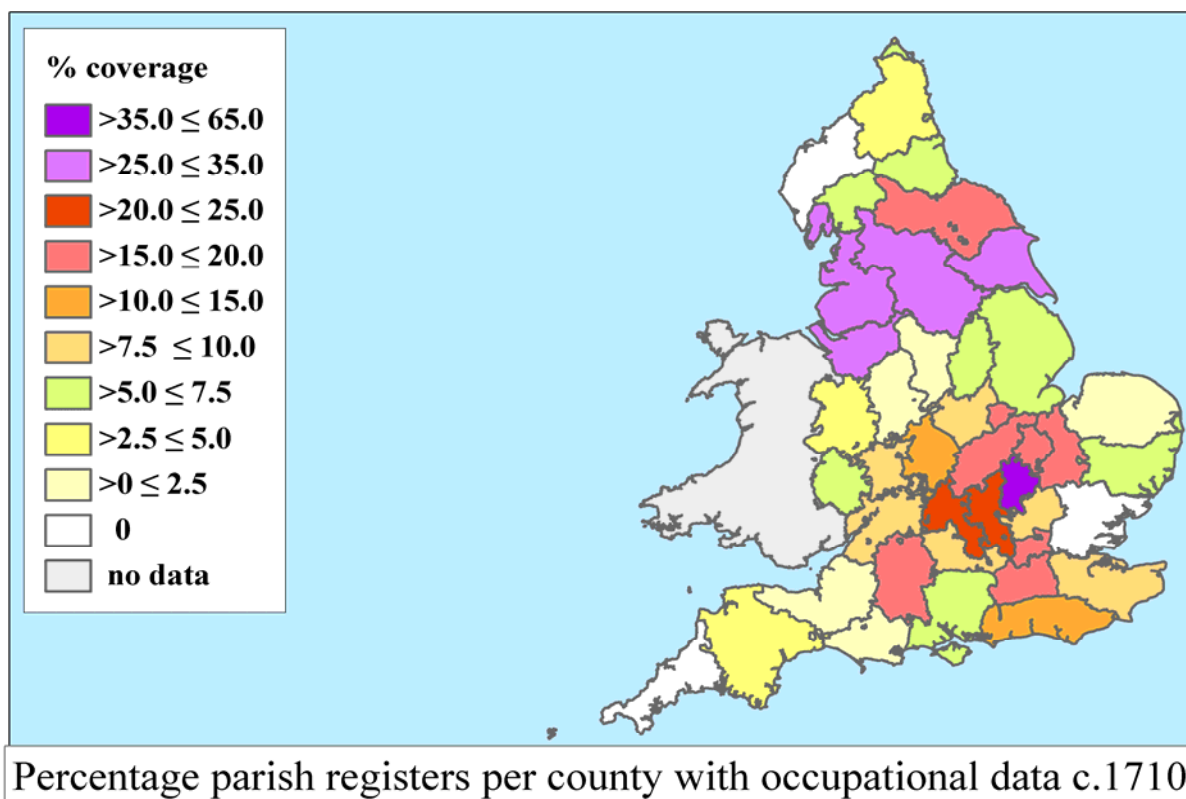 % coverage
>35.0 ≤ 65.0
>25.0 ≤ 35.0
>20.0 ≤ 25.0
>15.0 ≤ 20.0
>10.0 ≤ 15.0
>7.5 ≤ 10.0
>5.0 ≤ 7.5
>2.5 ≤ 5.0
>0 ≤ 2.5
0
no data
Percentage parish registers per county with occupational data c.1710